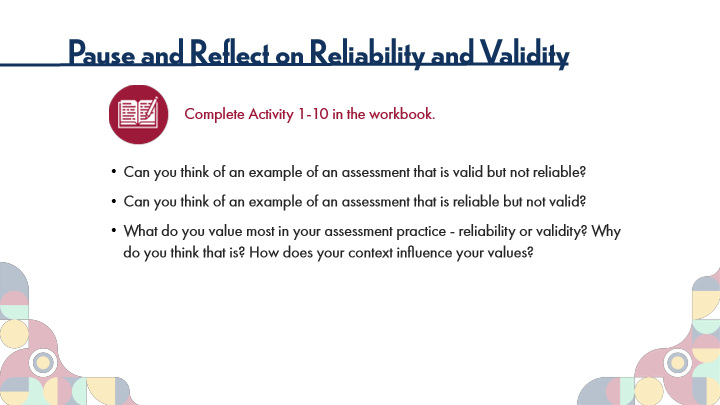 Pause and Reflect on Reliability and Validity
Complete Activity 1-10 in the workbook.
• Can you think of an example of an assessment that is valid but not reliable?
• Can you think of an example of an assessment that is reliable but not valid?
• What do you value most in your assessment practice - reliability or validity? Why
do you think that is? How does your context influence your values?